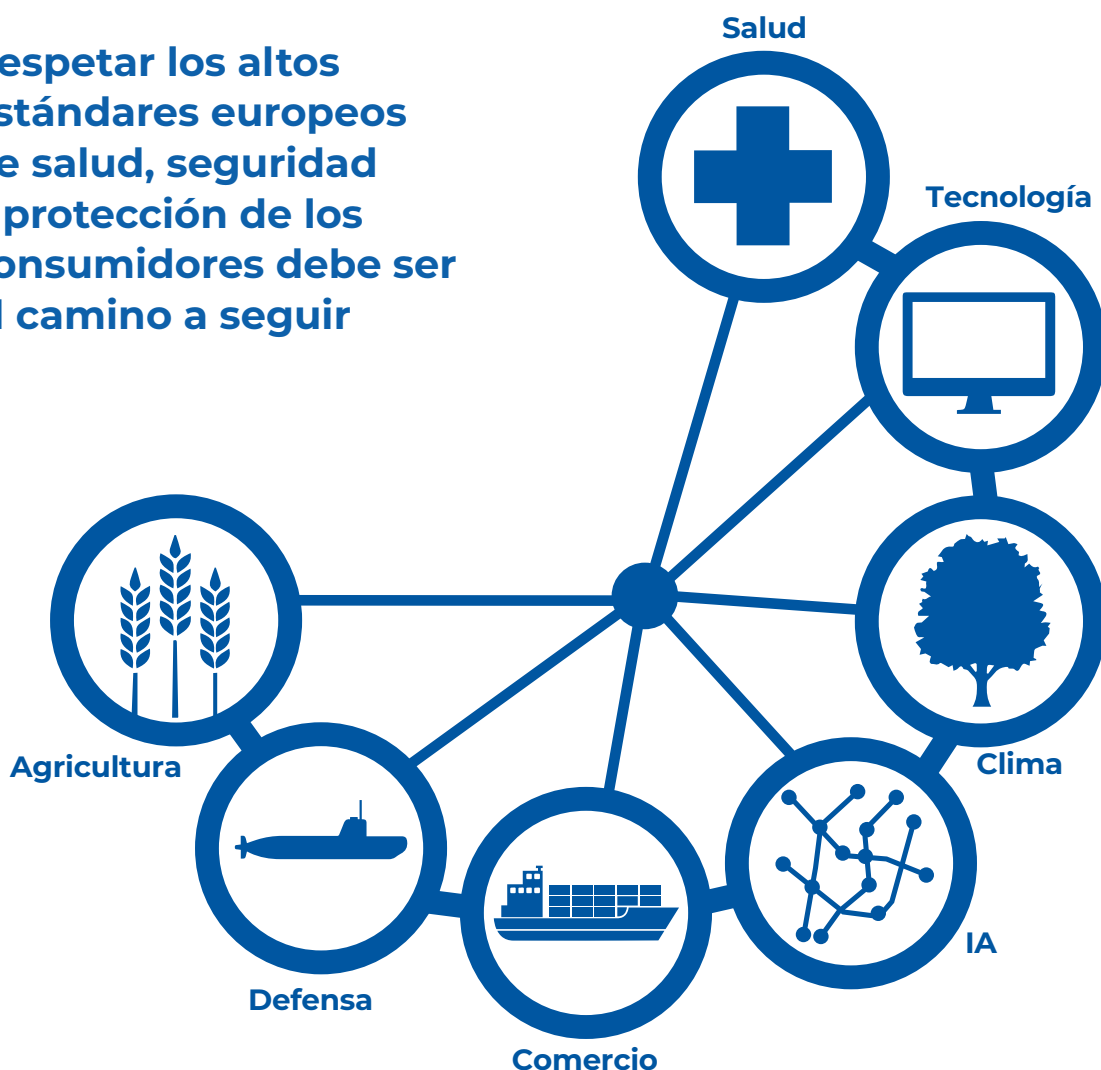 Salud
espetar los altos
stándares europeos
e salud, seguridad
protección de los
onsumidores debe ser
l camino a seguir
Tecnología
Agricultura
Clima
IA
Defensa
Comercio